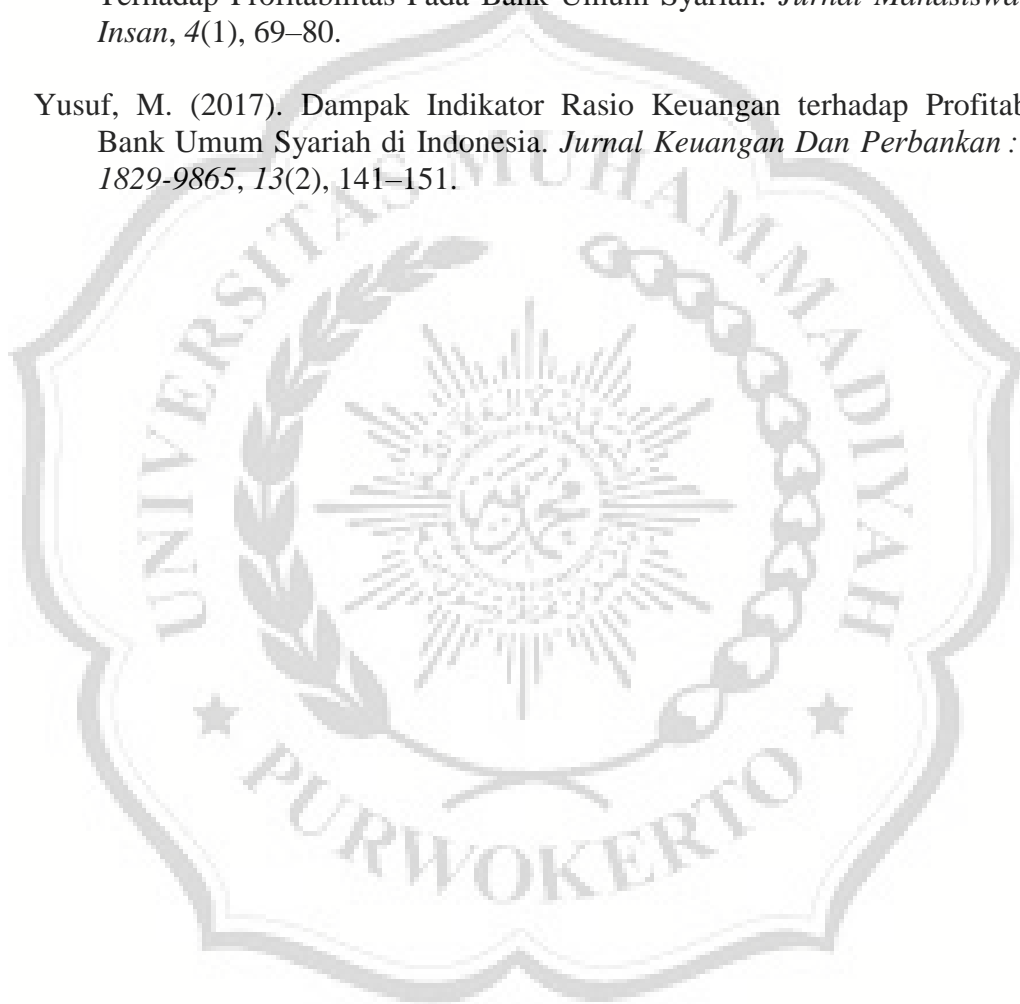 Terhadap Profitabilitas Pada Bank Umum Syariah. Jurnal Mahasiswa
Insan, 4(1), 69–80.
Yusuf, M. (2017). Dampak Indikator Rasio Keuangan terhadap Profitab
Bank Umum Syariah di Indonesia. Jurnal Keuangan Dan Perbankan :
1829-9865, 13(2), 141–151.
UNIVERSITAS MUHAMMADIYAH
PURWOKERTO